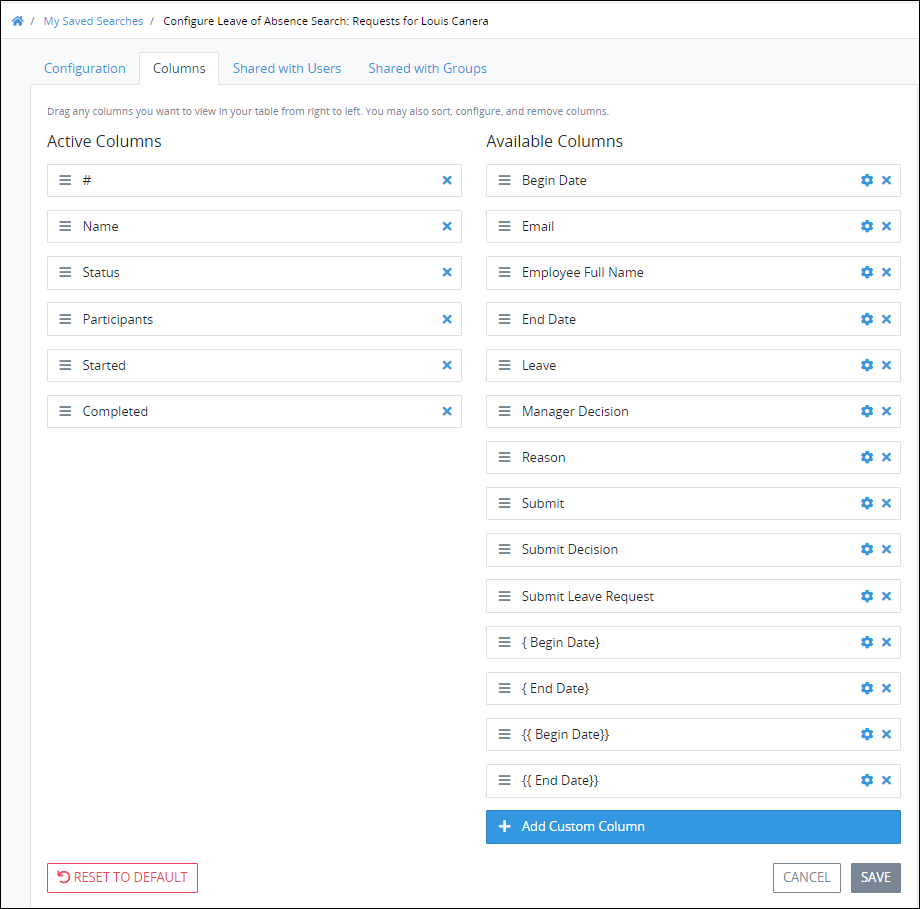 / My Saved Searches / Configure Leave of Absence Search: Requests for Louis Canera
Configuration Columns Shared with Users Shared with Groups
Drag any columns you want to view in your table from right to left. You may also sort, configure, and remove columns.
Active Columns
#
Name
Status
Participants
Started
Completed
Available Columns
Begin Date
Email
Employee Full Name
End Date
Leave
Manager Decision
Reason
Submit
Submit Decision
Submit Leave Request
{ Begin Date}
{ End Date}
{{ Begin Date}}
{{ End Date}}
Add Custom Column
RESET TO DEFAULT
CANCEL SAVE